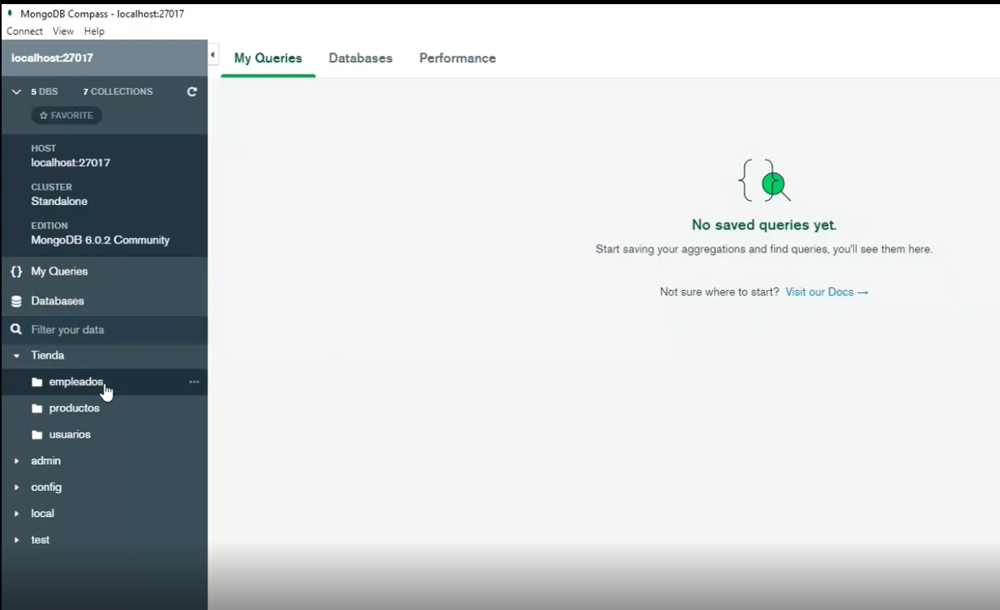 MongoDB Compass - localhost:27017
Connect View Help
localhost:27017
My Queries Databases Performance
5 DBS 7 COLLECTIONS
FAVORITE
HOST
localhost:27017
CLUSTER
Standalone
EDITION
MongoDB 6.0.2 Community
{} My Queries
Databases
Filter your data
Tienda
empleados
productos
usuarios
admin
config
local
test
No saved queries yet.
Start saving your aggregations and find queries, you'll see them here.
Not sure where to start? Visit our Docs →